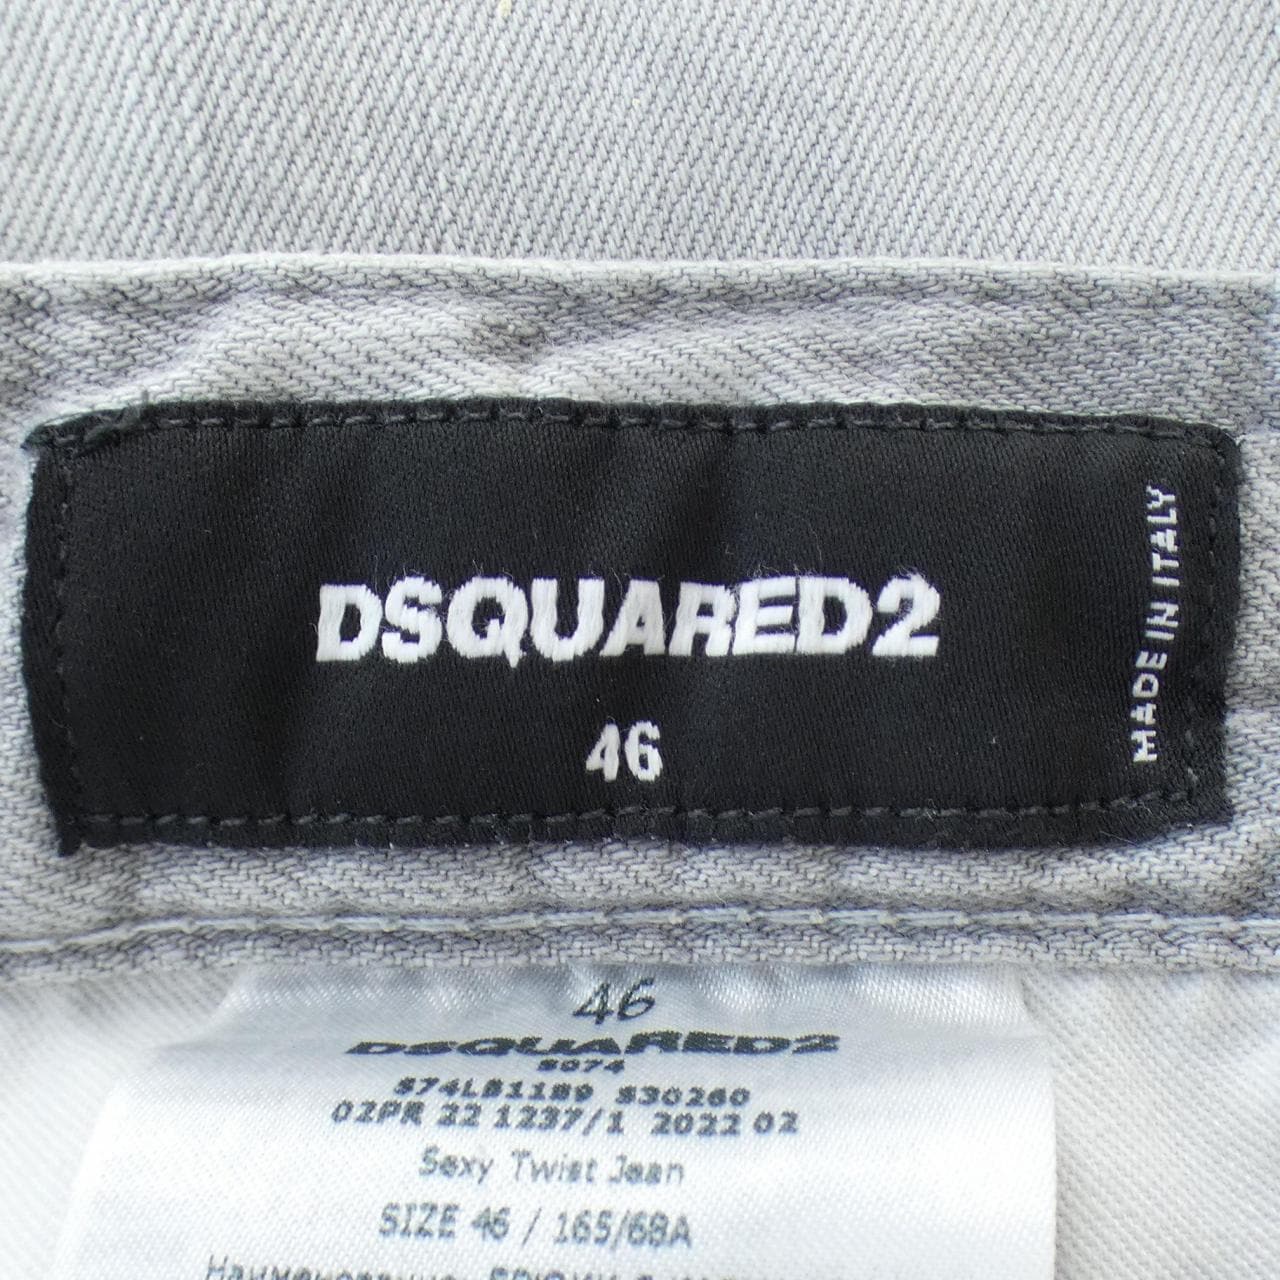 DSQUARED2
46
MADE IN ITALY
46
DSQUARED2
S074
S74LB1189 S30260
02PR 22 1237/1 2022 02
Sexy Twist Jean
SIZE 46 / 165/68A
Наименование